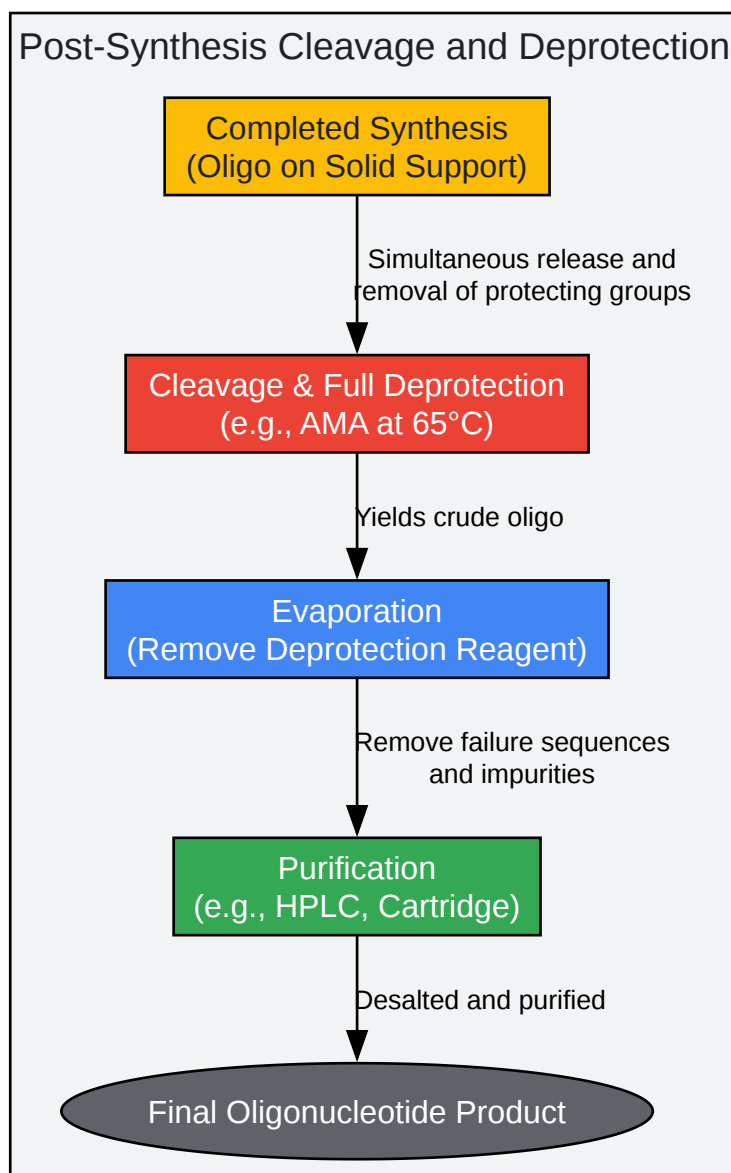 Post-Synthesis Cleavage and Deprotection
Completed Synthesis
(Oligo on Solid Support)
Simultaneous release and
removal of protecting groups
Cleavage & Full Deprotection
(e.g., AMA at 65°C)
Yields crude oligo
Evaporation
(Remove Deprotection Reagent)
Remove failure sequences
and impurities
Purification
(e.g., HPLC, Cartridge)
Desalted and purified
Final Oligonucleotide Product